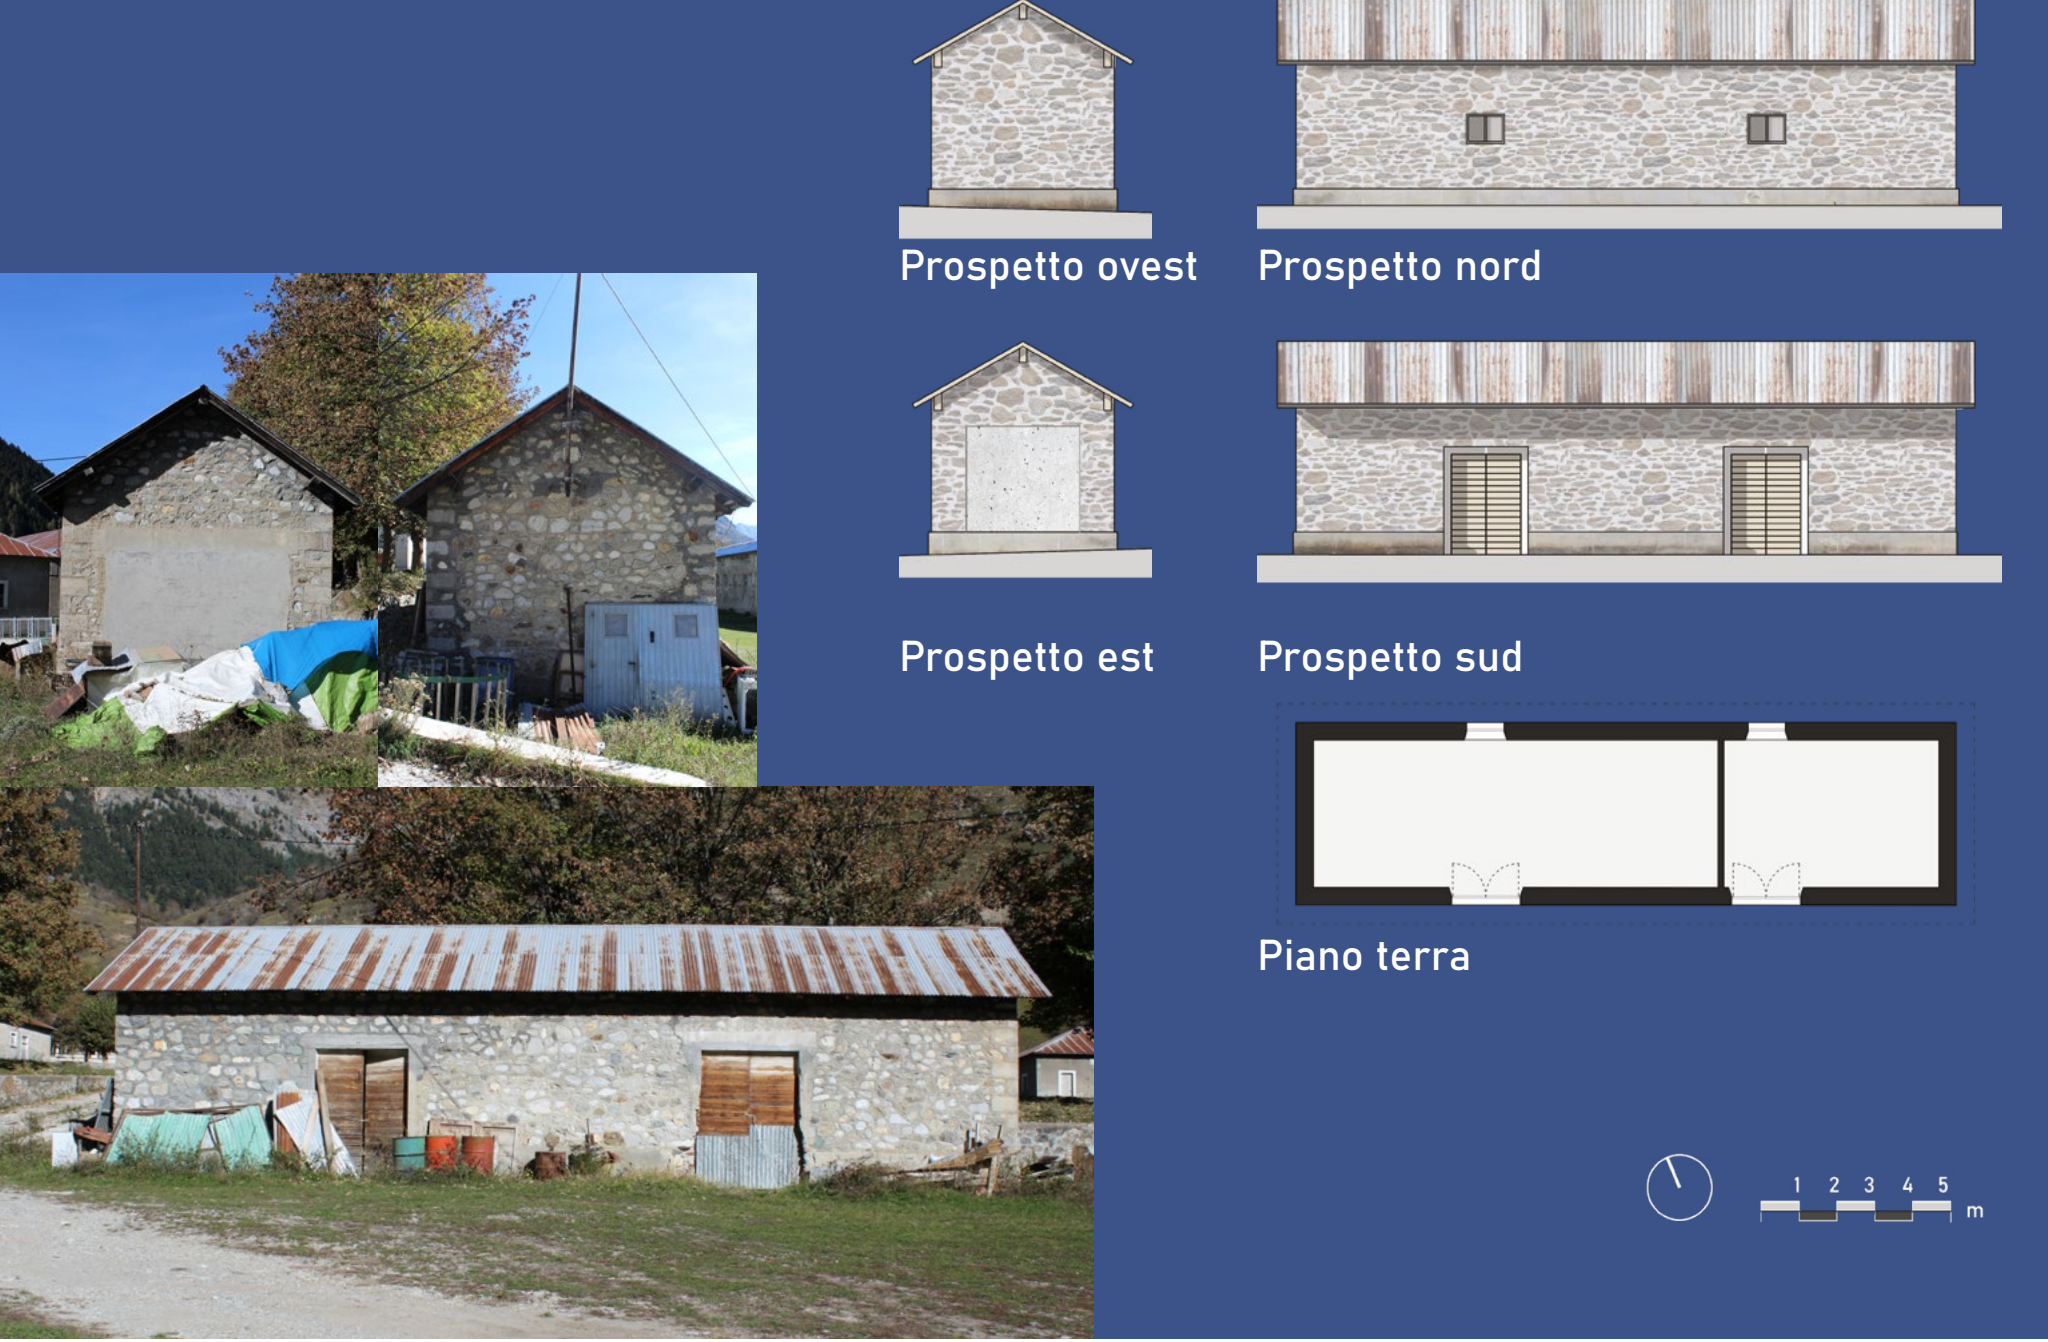 Prospetto ovest
Prospetto nord
Prospetto est
Prospetto sud
Piano terra
1 2 3 4 5
m